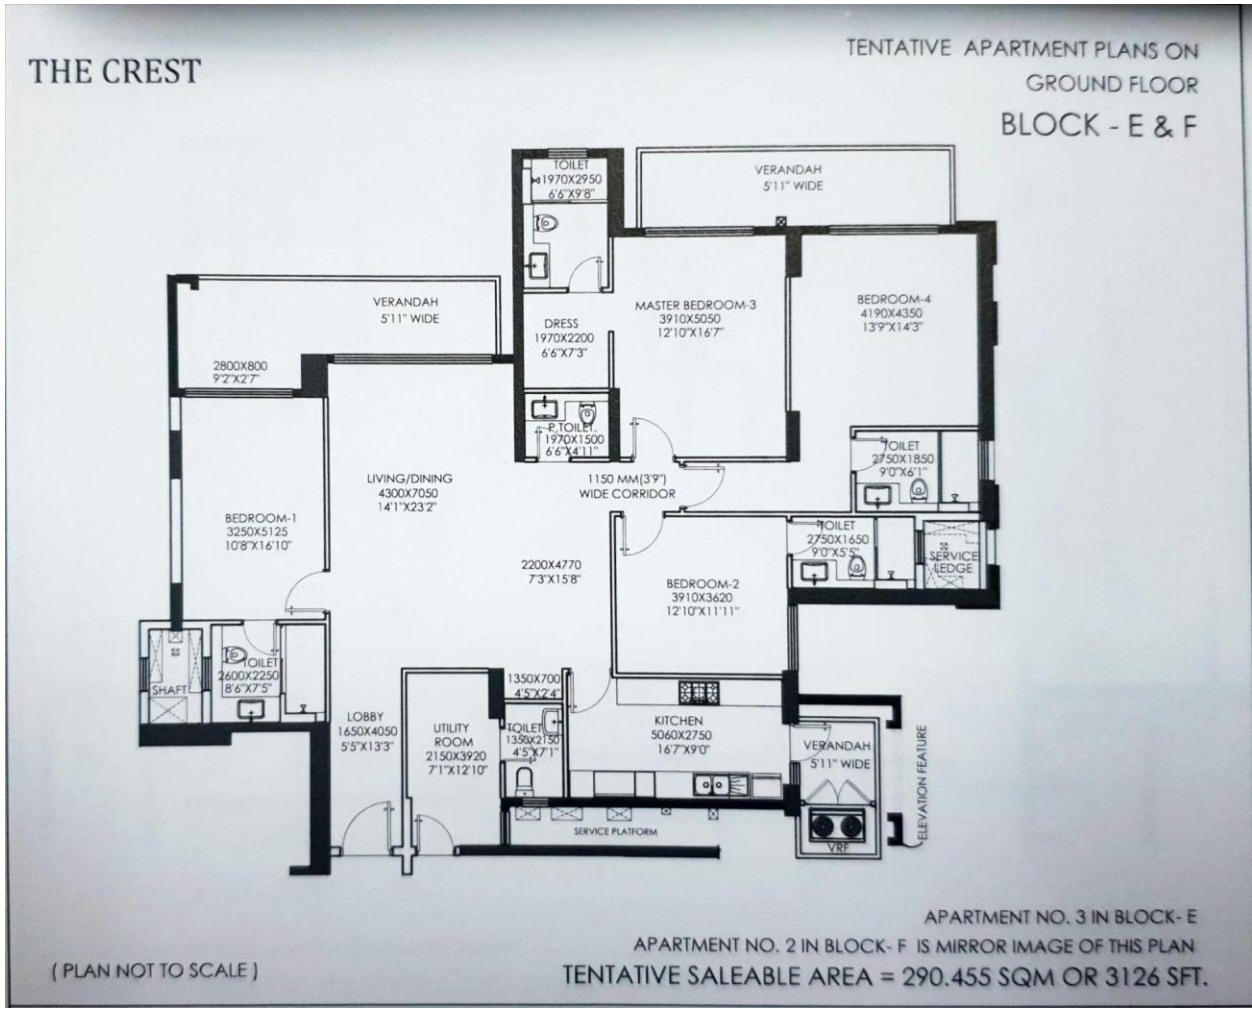 THE CREST
TENTATIVE APARTMENT PLANS ON
GROUND FLOOR
BLOCK - E & F
TOILET
1970X2950
6'6"X9'8"
VERANDAH
5'11" WIDE
VERANDAH
5'11" WIDE
DRESS
1970X2200
6'6"X7'3"
MASTER BEDROOM-3
3910X5050
12'10"X16'7"
BEDROOM-4
4190X4350
13'9"X14'3"
2800X800
9'2"X2'7"
P.TOILET.
1970X1500
6'6"X4'11"
LIVING/DINING
4300X7050
14'1"X23'2"
1150 MM(3'9")
WIDE CORRIDOR
TOILET
2750X1850
9'0"X6'1"
BEDROOM-1
3250X5125
10'8"X16'10"
TOILET
2750X1650
9'0"X5'5"
SERVICE
LEDGE
2200X4770
7'3"X15'8"
BEDROOM-2
3910X3620
12'10"X11'11"
TOILET
2600X2250
8'6"X7'5"
SHAFT
1350X700
4'5"X2'4"
LOBBY
1650X4050
5'5"X13'3"
UTILITY
ROOM
2150X3920
7'1"X12'10"
TOILET
1350X2150
4'5"X7'1"
KITCHEN
5060X2750
16'7"X9'0"
VERANDAH
5'11" WIDE
ELEVATION FEATURE
SERVICE PLATFORM
VRF
APARTMENT NO. 3 IN BLOCK- E
APARTMENT NO. 2 IN BLOCK- F IS MIRROR IMAGE OF THIS PLAN
( PLAN NOT TO SCALE )
TENTATIVE SALEABLE AREA = 290.455 SQM OR 3126 SFT.